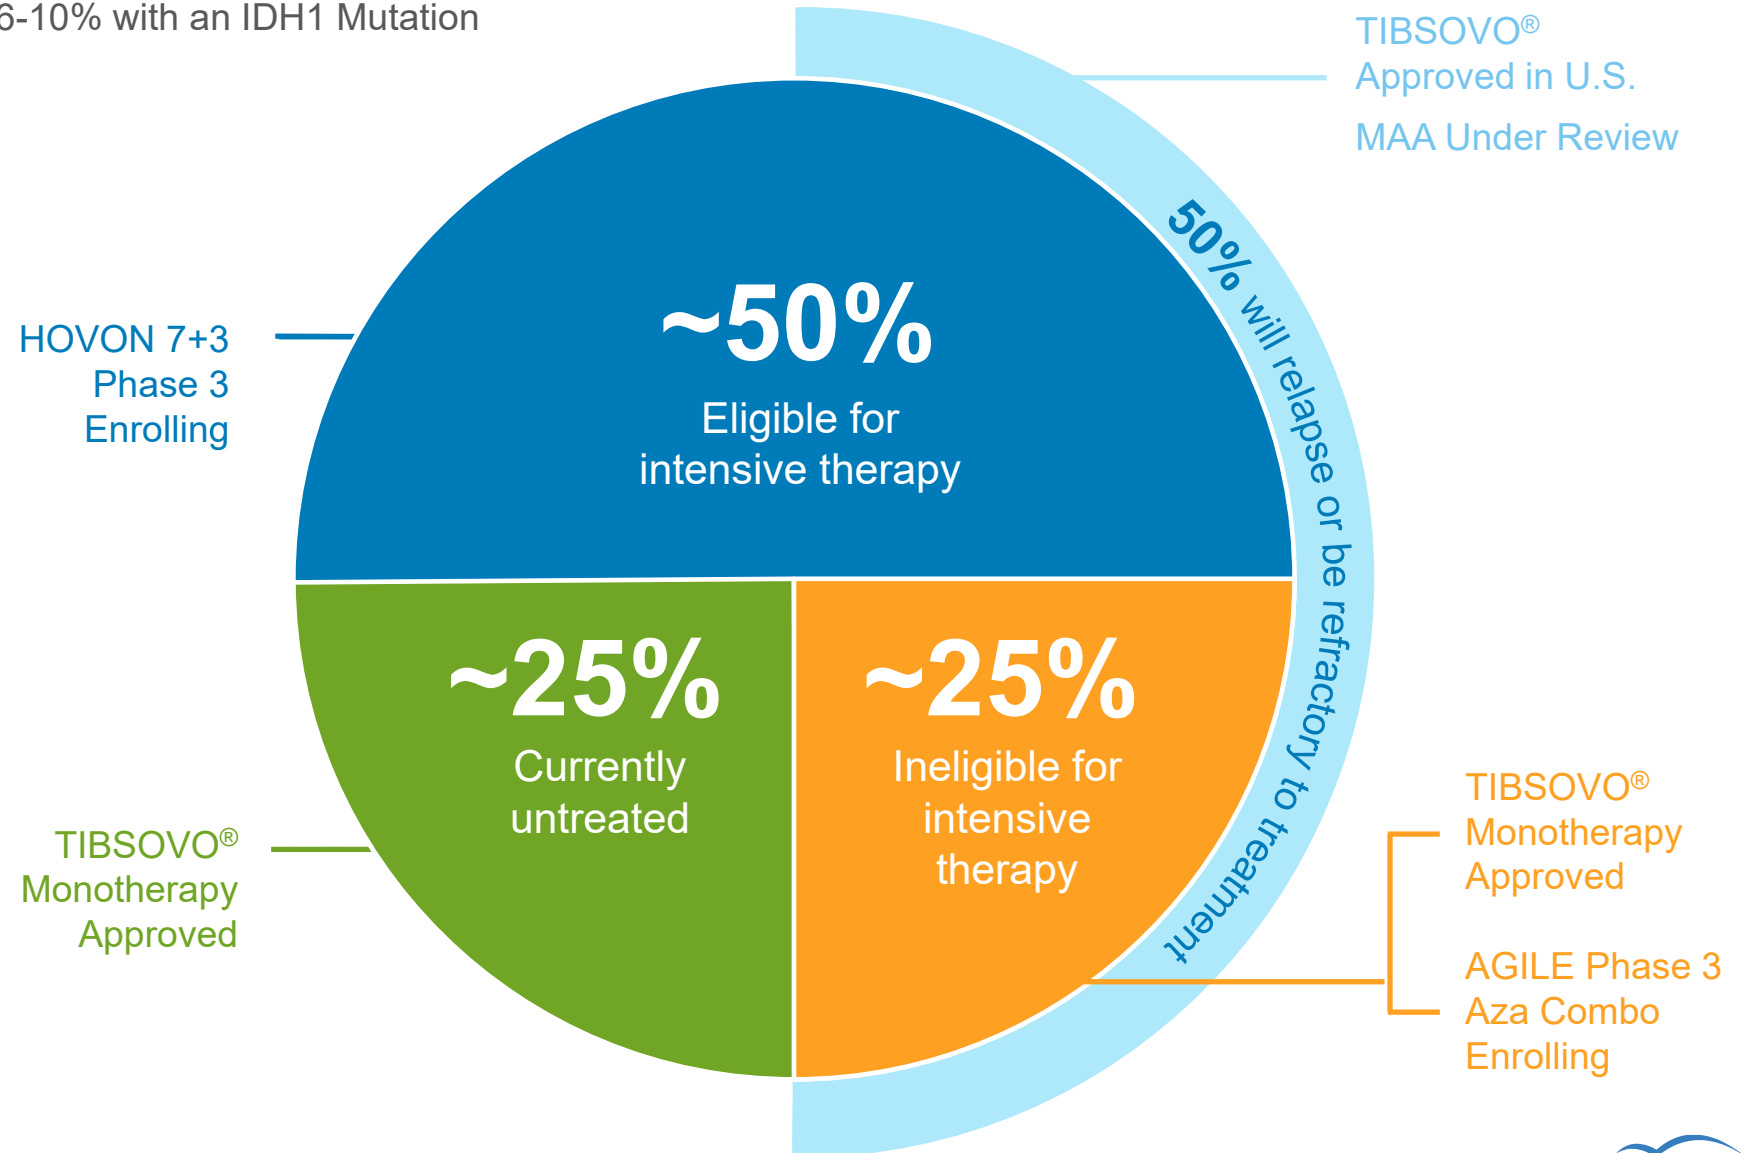 6-10% with an IDH1 Mutation
TIBSOVO®
Approved in U.S.
MAA Under Review
50% will relapse or be refractory to treatment
HOVON 7+3
Phase 3
Enrolling
~50%
Eligible for
intensive therapy
~25%
Currently
untreated
~25%
Ineligible for
intensive
therapy
TIBSOVO®
Monotherapy
Approved
TIBSOVO®
Monotherapy
Approved
AGILE Phase 3
Aza Combo
Enrolling